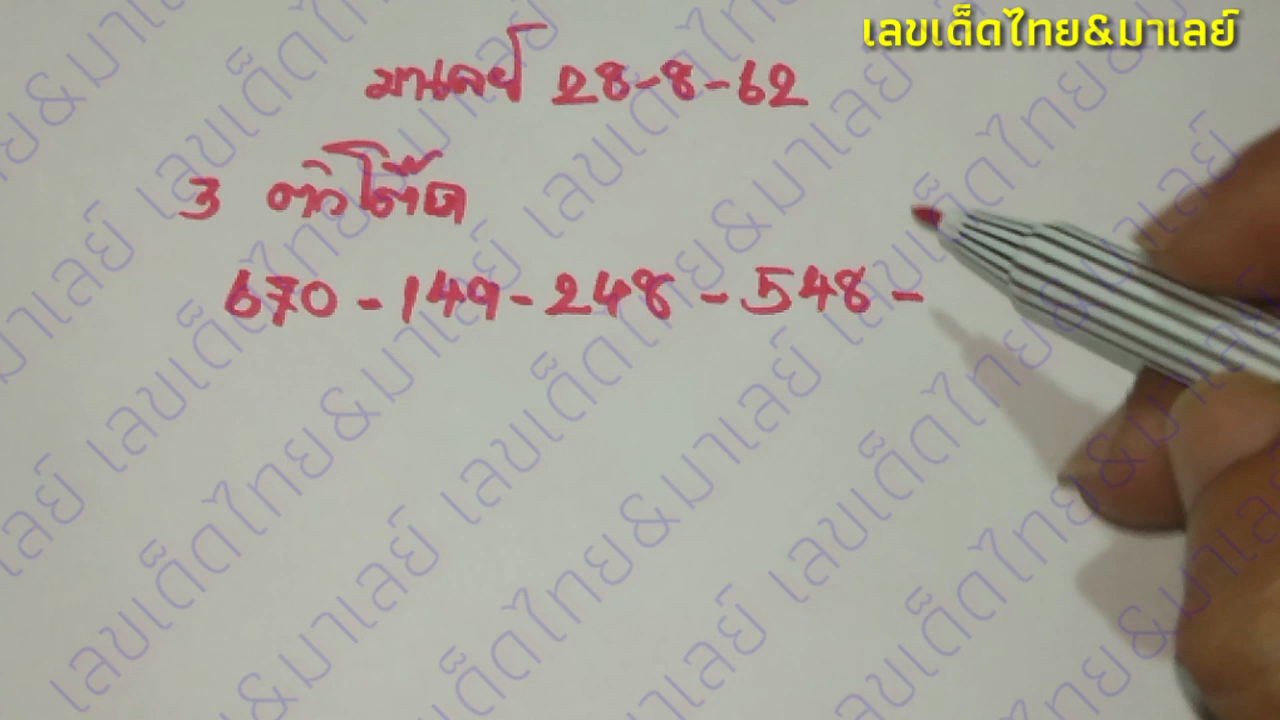 เลขเด็ดไทย&มาเลย์
มาเลย์ 28-8-62
3 ตัวโต๊ด
670 - 149 - 248 - 548 -